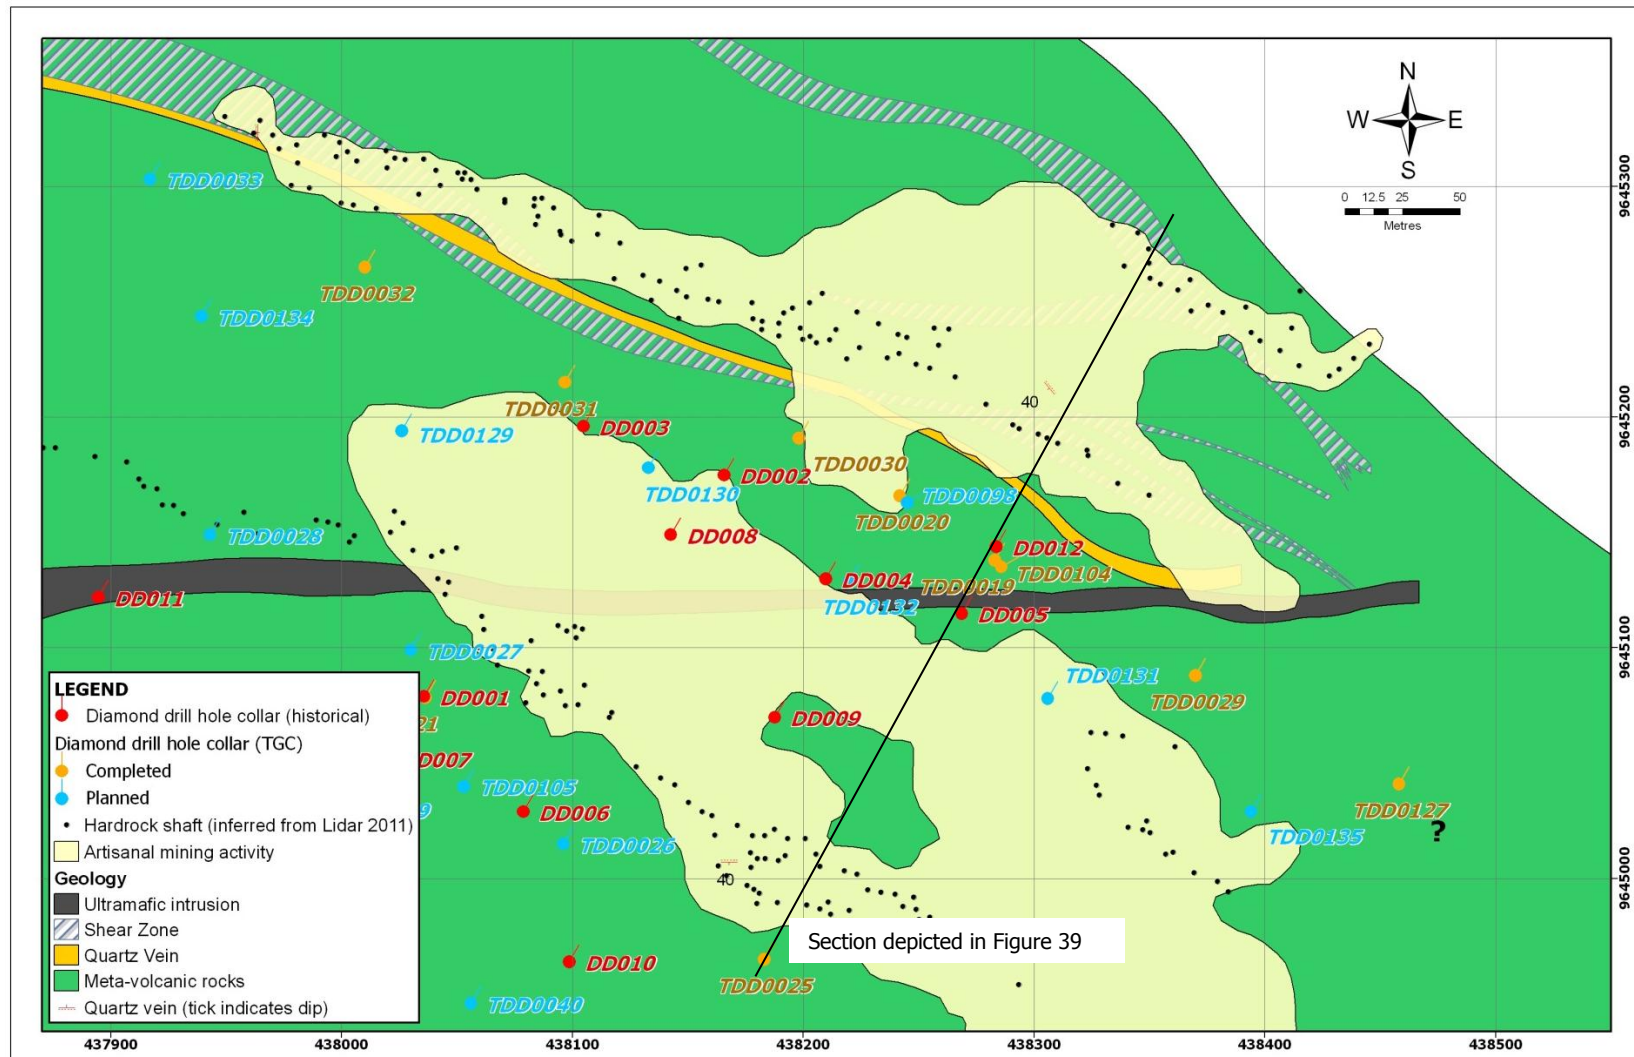 N
W E
S
0 12.5 25 50
Metres
9645300
TDD0033
TDD0032
TDD0134
40
TDD0031
DD003
TDD0129
9645200
TDD0030
DD002
TDD0130
TDD0098
TDD0020
TDD0028
DD008
DD012
TDD0104
DD004
TDD0019
DD011
TDD0132
DD005
TDD0027
9645100
TDD0131
TDD0029
DD001
21
DD009
D007
TDD0105
TDD0127
?
9
DD006
TDD0135
TDD0026
40
9645000
Section depicted in Figure 39
DD010
TDD0025
TDD0040
LEGEND
Diamond drill hole collar (historical)
Diamond drill hole collar (TGC)
Completed
Planned
Hardrock shaft (inferred from Lidar 2011)
Artisanal mining activity
Geology
Ultramafic intrusion
Shear Zone
Quartz Vein
Meta-volcanic rocks
Quartz vein (tick indicates dip)
437900 438000 438100 438200 438300 438400 438500